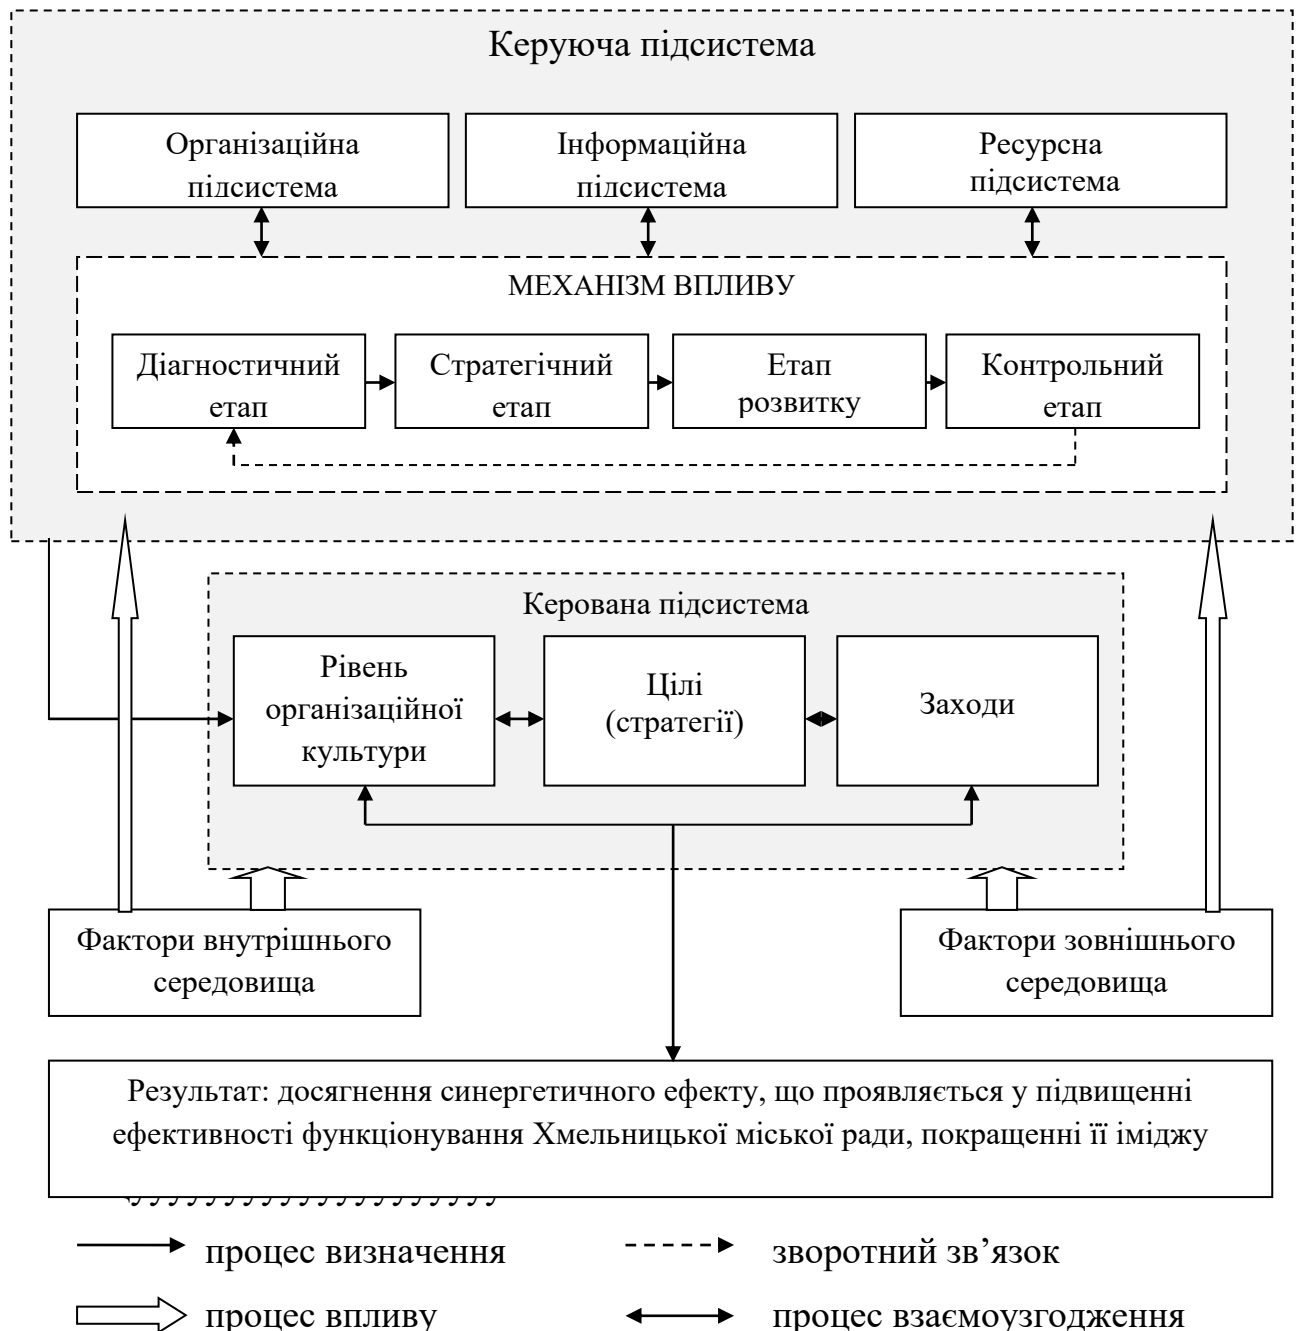 Керуюча підсистема
Організаційна
підсистема
Інформаційна
підсистема
Ресурсна
підсистема
МЕХАНІЗМ ВПЛИВУ
Діагностичний
етап
Стратегічний
етап
Етап
розвитку
Контрольний
етап
Керована підсистема
Рівень
організаційної
культури
Цілі
(стратегії)
Заходи
Фактори внутрішнього
середовища
Фактори зовнішнього
середовища
Результат: досягнення синергетичного ефекту, що проявляється у підвищенні
ефективності функціонування Хмельницької міської ради, покращенні її іміджу
процес визначення
зворотний зв’язок
процес впливу
процес взаємоузгодження